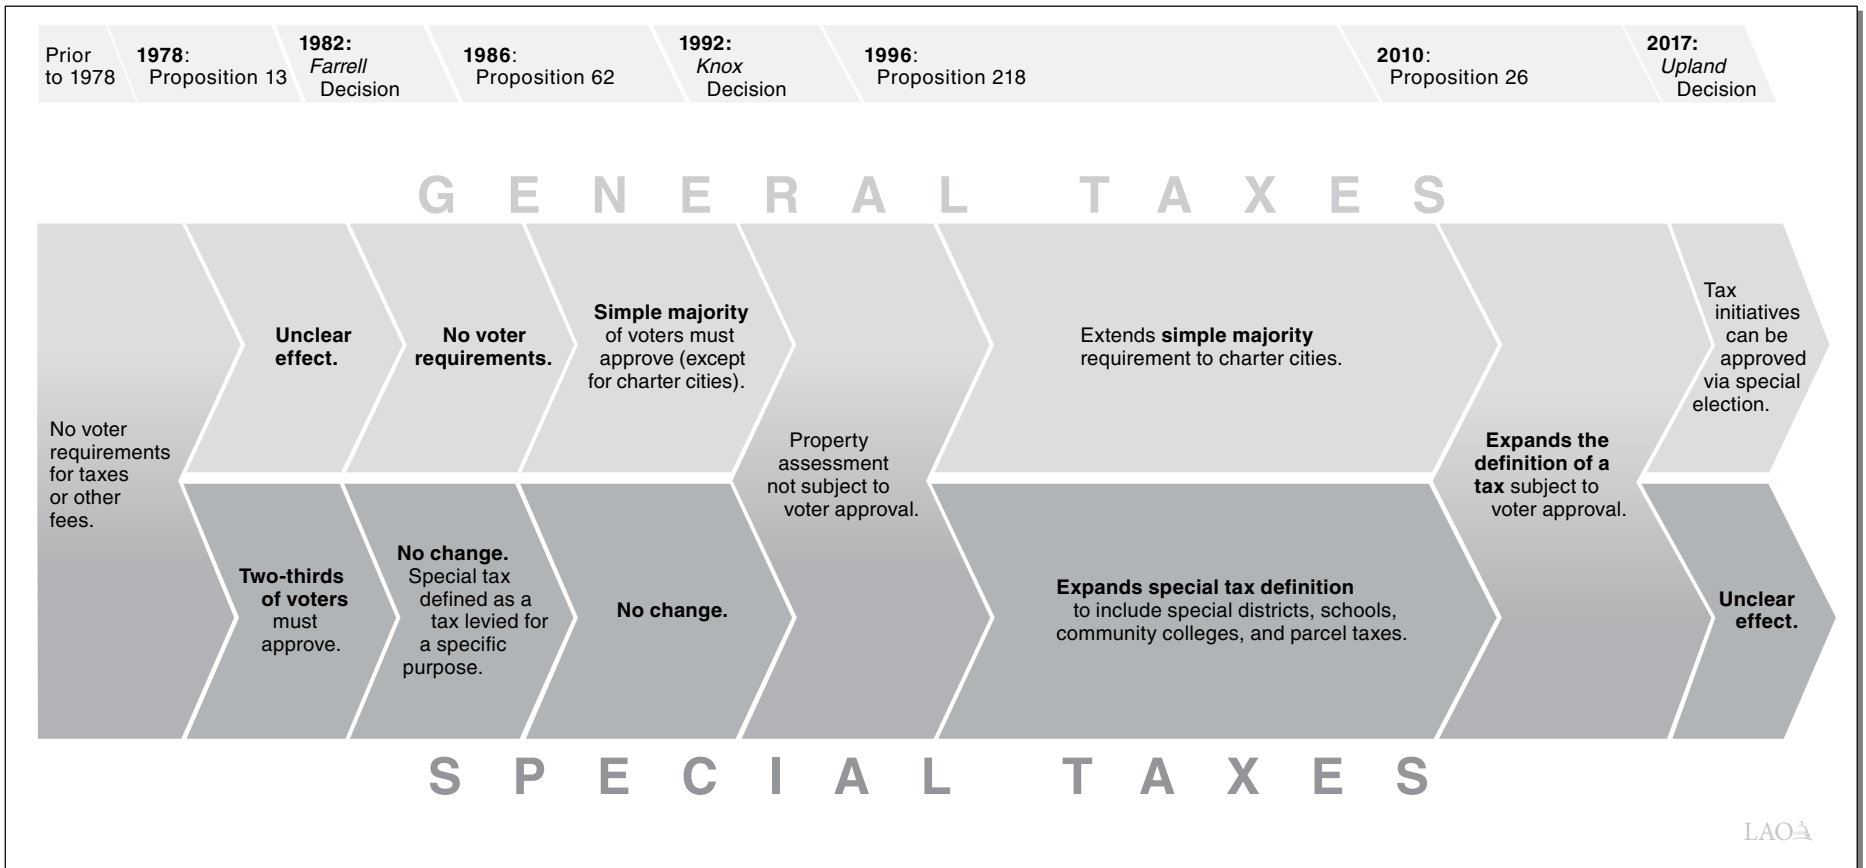 Prior
to 1978
1978:
Proposition 13
1982:
Farrell
Decision
1986:
Proposition 62
1992:
Knox
Decision
1996:
Proposition 218
2010:
Proposition 26
2017:
Upland
Decision
GENERAL TAXES
No voter
requirements
for taxes
or other
fees.
Unclear
effect.
No voter
requirements.
Simple majority
of voters must
approve (except
for charter cities).
Property
assessment
not subject to
voter approval.
Extends simple majority
requirement to charter cities.
Expands the
definition of a
tax subject to
voter approval.
Tax
initiatives
can be
approved
via special
election.
Two-thirds
of voters
must
approve.
No change.
Special tax
defined as a
tax levied for
a specific
purpose.
No change.
Expands special tax definition
to include special districts, schools,
community colleges, and parcel taxes.
Unclear
effect.
SPECIAL TAXES
LAO